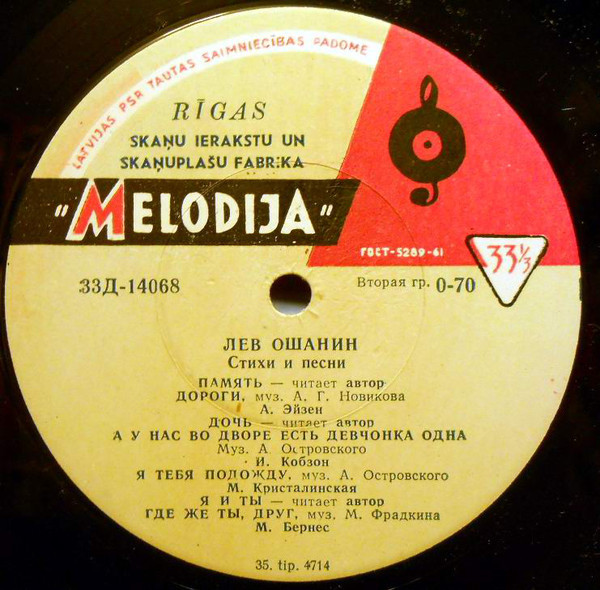 LATVIJAS PSR TAUTAS SAIMNIECĪBAS PADOME
RĪGAS
SKAŅU IERAKSTU UN
SKAŅUPLAŠU FABRIKA
"MELODIJA"
ГОСТ-5289-61
33⅓
33Д-14068
Вторая гр. 0-70
ЛЕВ ОШАНИН
Стихи и песни
ПАМЯТЬ — читает автор
ДОРОГИ, муз. А. Г. Новикова
А. Эйзен
ДОЧЬ — читает автор
А У НАС ВО ДВОРЕ ЕСТЬ ДЕВЧОНКА ОДНА
Муз. А. Островского
И. Кобзон
Я ТЕБЯ ПОДОЖДУ, муз. А. Островского
М. Кристалинская
Я И ТЫ — читает автор
ГДЕ ЖЕ ТЫ, ДРУГ, муз. М. Фрадкина
М. Бернес
35. tip. 4714